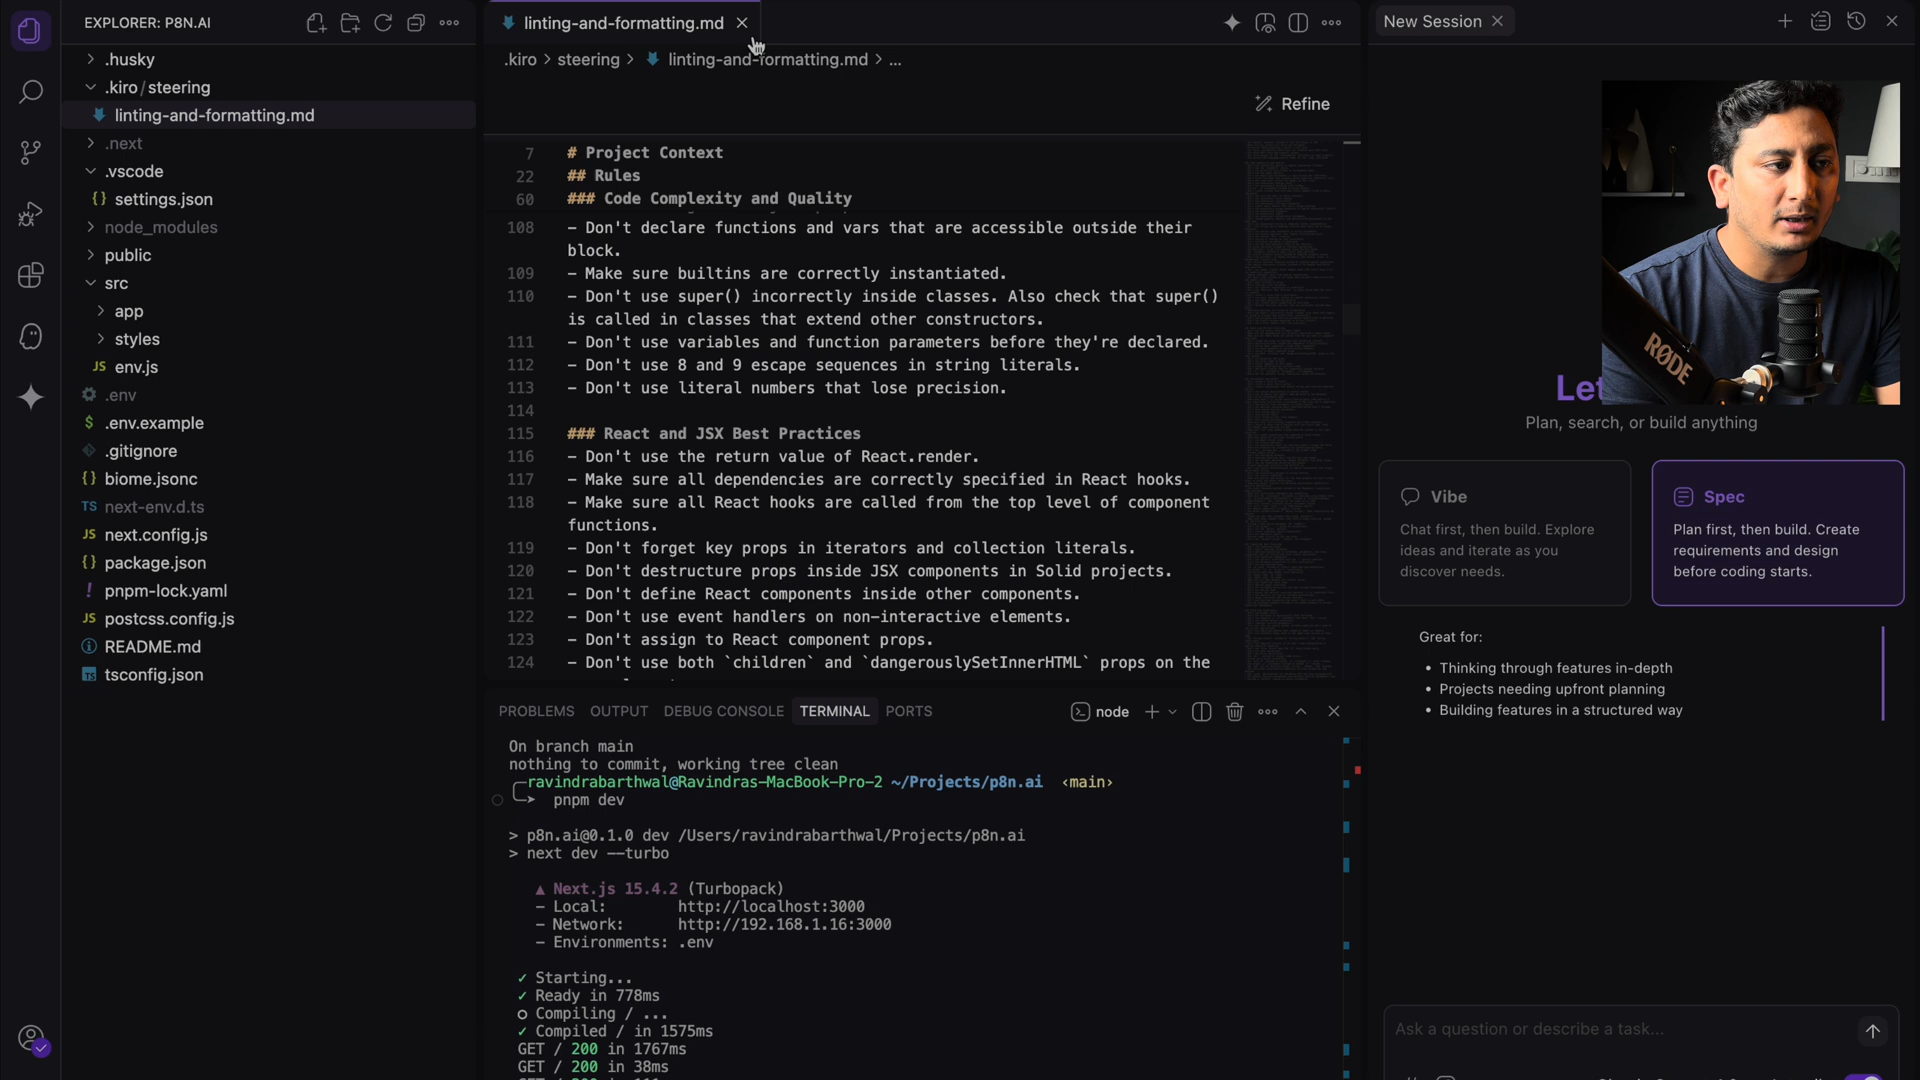 EXPLORER: P8N.AI
.husky
.kiro / steering
linting-and-formatting.md
.next
.vscode
{} settings.json
node_modules
public
src
app
styles
JS env.js
.env
$ .env.example
.gitignore
{} biome.jsonc
TS next-env.d.ts
JS next.config.js
{} package.json
! pnpm-lock.yaml
JS postcss.config.js
README.md
tsconfig.json
linting-and-formatting.md
.kiro > steering > linting-and-formatting.md > ...
Refine
7 # Project Context
22 ## Rules
60 ### Code Complexity and Quality
108 – Don't declare functions and vars that are accessible outside their
block.
109 – Make sure builtins are correctly instantiated.
110 – Don't use super() incorrectly inside classes. Also check that super()
is called in classes that extend other constructors.
111 – Don't use variables and function parameters before they're declared.
112 – Don't use 8 and 9 escape sequences in string literals.
113 – Don't use literal numbers that lose precision.
114
115 ### React and JSX Best Practices
116 – Don't use the return value of React.render.
117 – Make sure all dependencies are correctly specified in React hooks.
118 – Make sure all React hooks are called from the top level of component
functions.
119 – Don't forget key props in iterators and collection literals.
120 – Don't destructure props inside JSX components in Solid projects.
121 – Don't define React components inside other components.
122 – Don't use event handlers on non-interactive elements.
123 – Don't assign to React component props.
124 – Don't use both `children` and `dangerouslySetInnerHTML` props on the
PROBLEMS OUTPUT DEBUG CONSOLE TERMINAL PORTS
node
On branch main
nothing to commit, working tree clean
ravindrabarthwal@Ravindras-MacBook-Pro-2 ~/Projects/p8n.ai ‹main›
pnpm dev
> p8n.ai@0.1.0 dev /Users/ravindrabarthwal/Projects/p8n.ai
> next dev --turbo
▲ Next.js 15.4.2 (Turbopack)
- Local: http://localhost:3000
- Network: http://192.168.1.16:3000
- Environments: .env
✓ Starting...
✓ Ready in 778ms
○ Compiling / ...
✓ Compiled / in 1575ms
GET / 200 in 1767ms
GET / 200 in 38ms
New Session
RØDE
Plan, search, or build anything
Vibe
Chat first, then build. Explore
ideas and iterate as you
discover needs.
Spec
Plan first, then build. Create
requirements and design
before coding starts.
Great for:
• Thinking through features in-depth
• Projects needing upfront planning
• Building features in a structured way
Ask a question or describe a task...